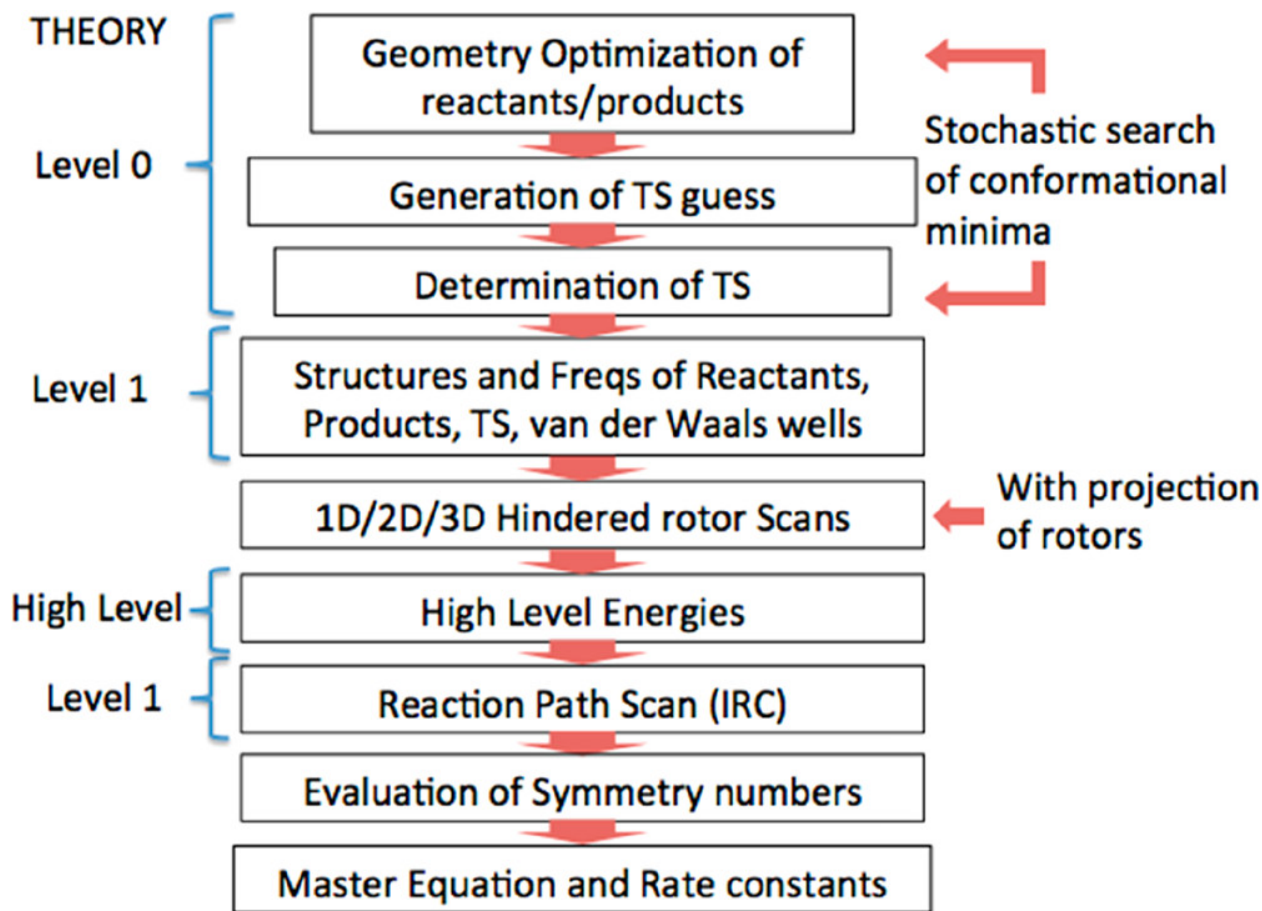 THEORY
Geometry Optimization of
reactants/products
Level 0
Stochastic search
of conformational
minima
Generation of TS guess
Determination of TS
Level 1
Structures and Freqs of Reactants,
Products, TS, van der Waals wells
1D/2D/3D Hindered rotor Scans
With projection
of rotors
High Level
High Level Energies
Level 1
Reaction Path Scan (IRC)
Evaluation of Symmetry numbers
Master Equation and Rate constants